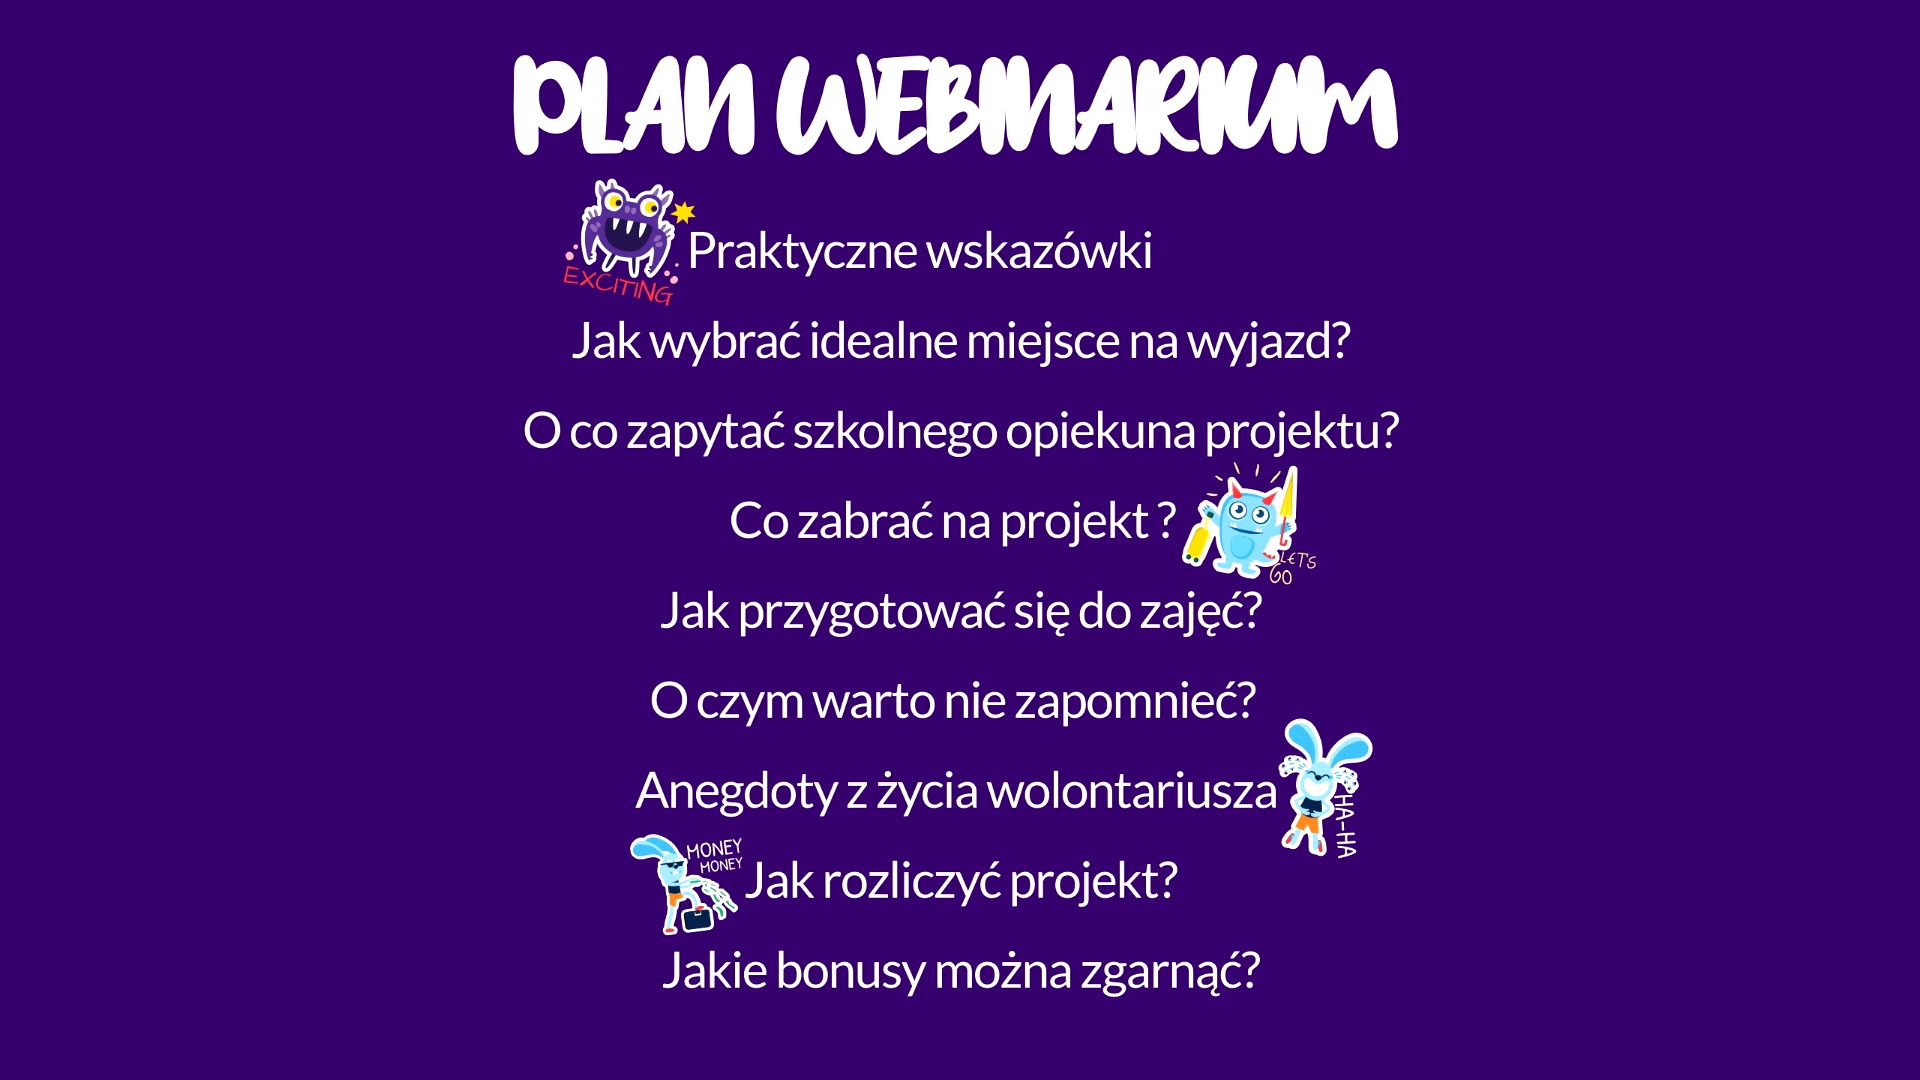 PLAN WEBINARIUM
EXCITING
Praktyczne wskazówki
Jak wybrać idealne miejsce na wyjazd?
O co zapytać szkolnego opiekuna projektu?
Co zabrać na projekt ?
LET'S
GO
Jak przygotować się do zajęć?
O czym warto nie zapomnieć?
Anegdoty z życia wolontariusza
HA-HA
MONEY
MONEY
Jak rozliczyć projekt?
Jakie bonusy można zgarnąć?